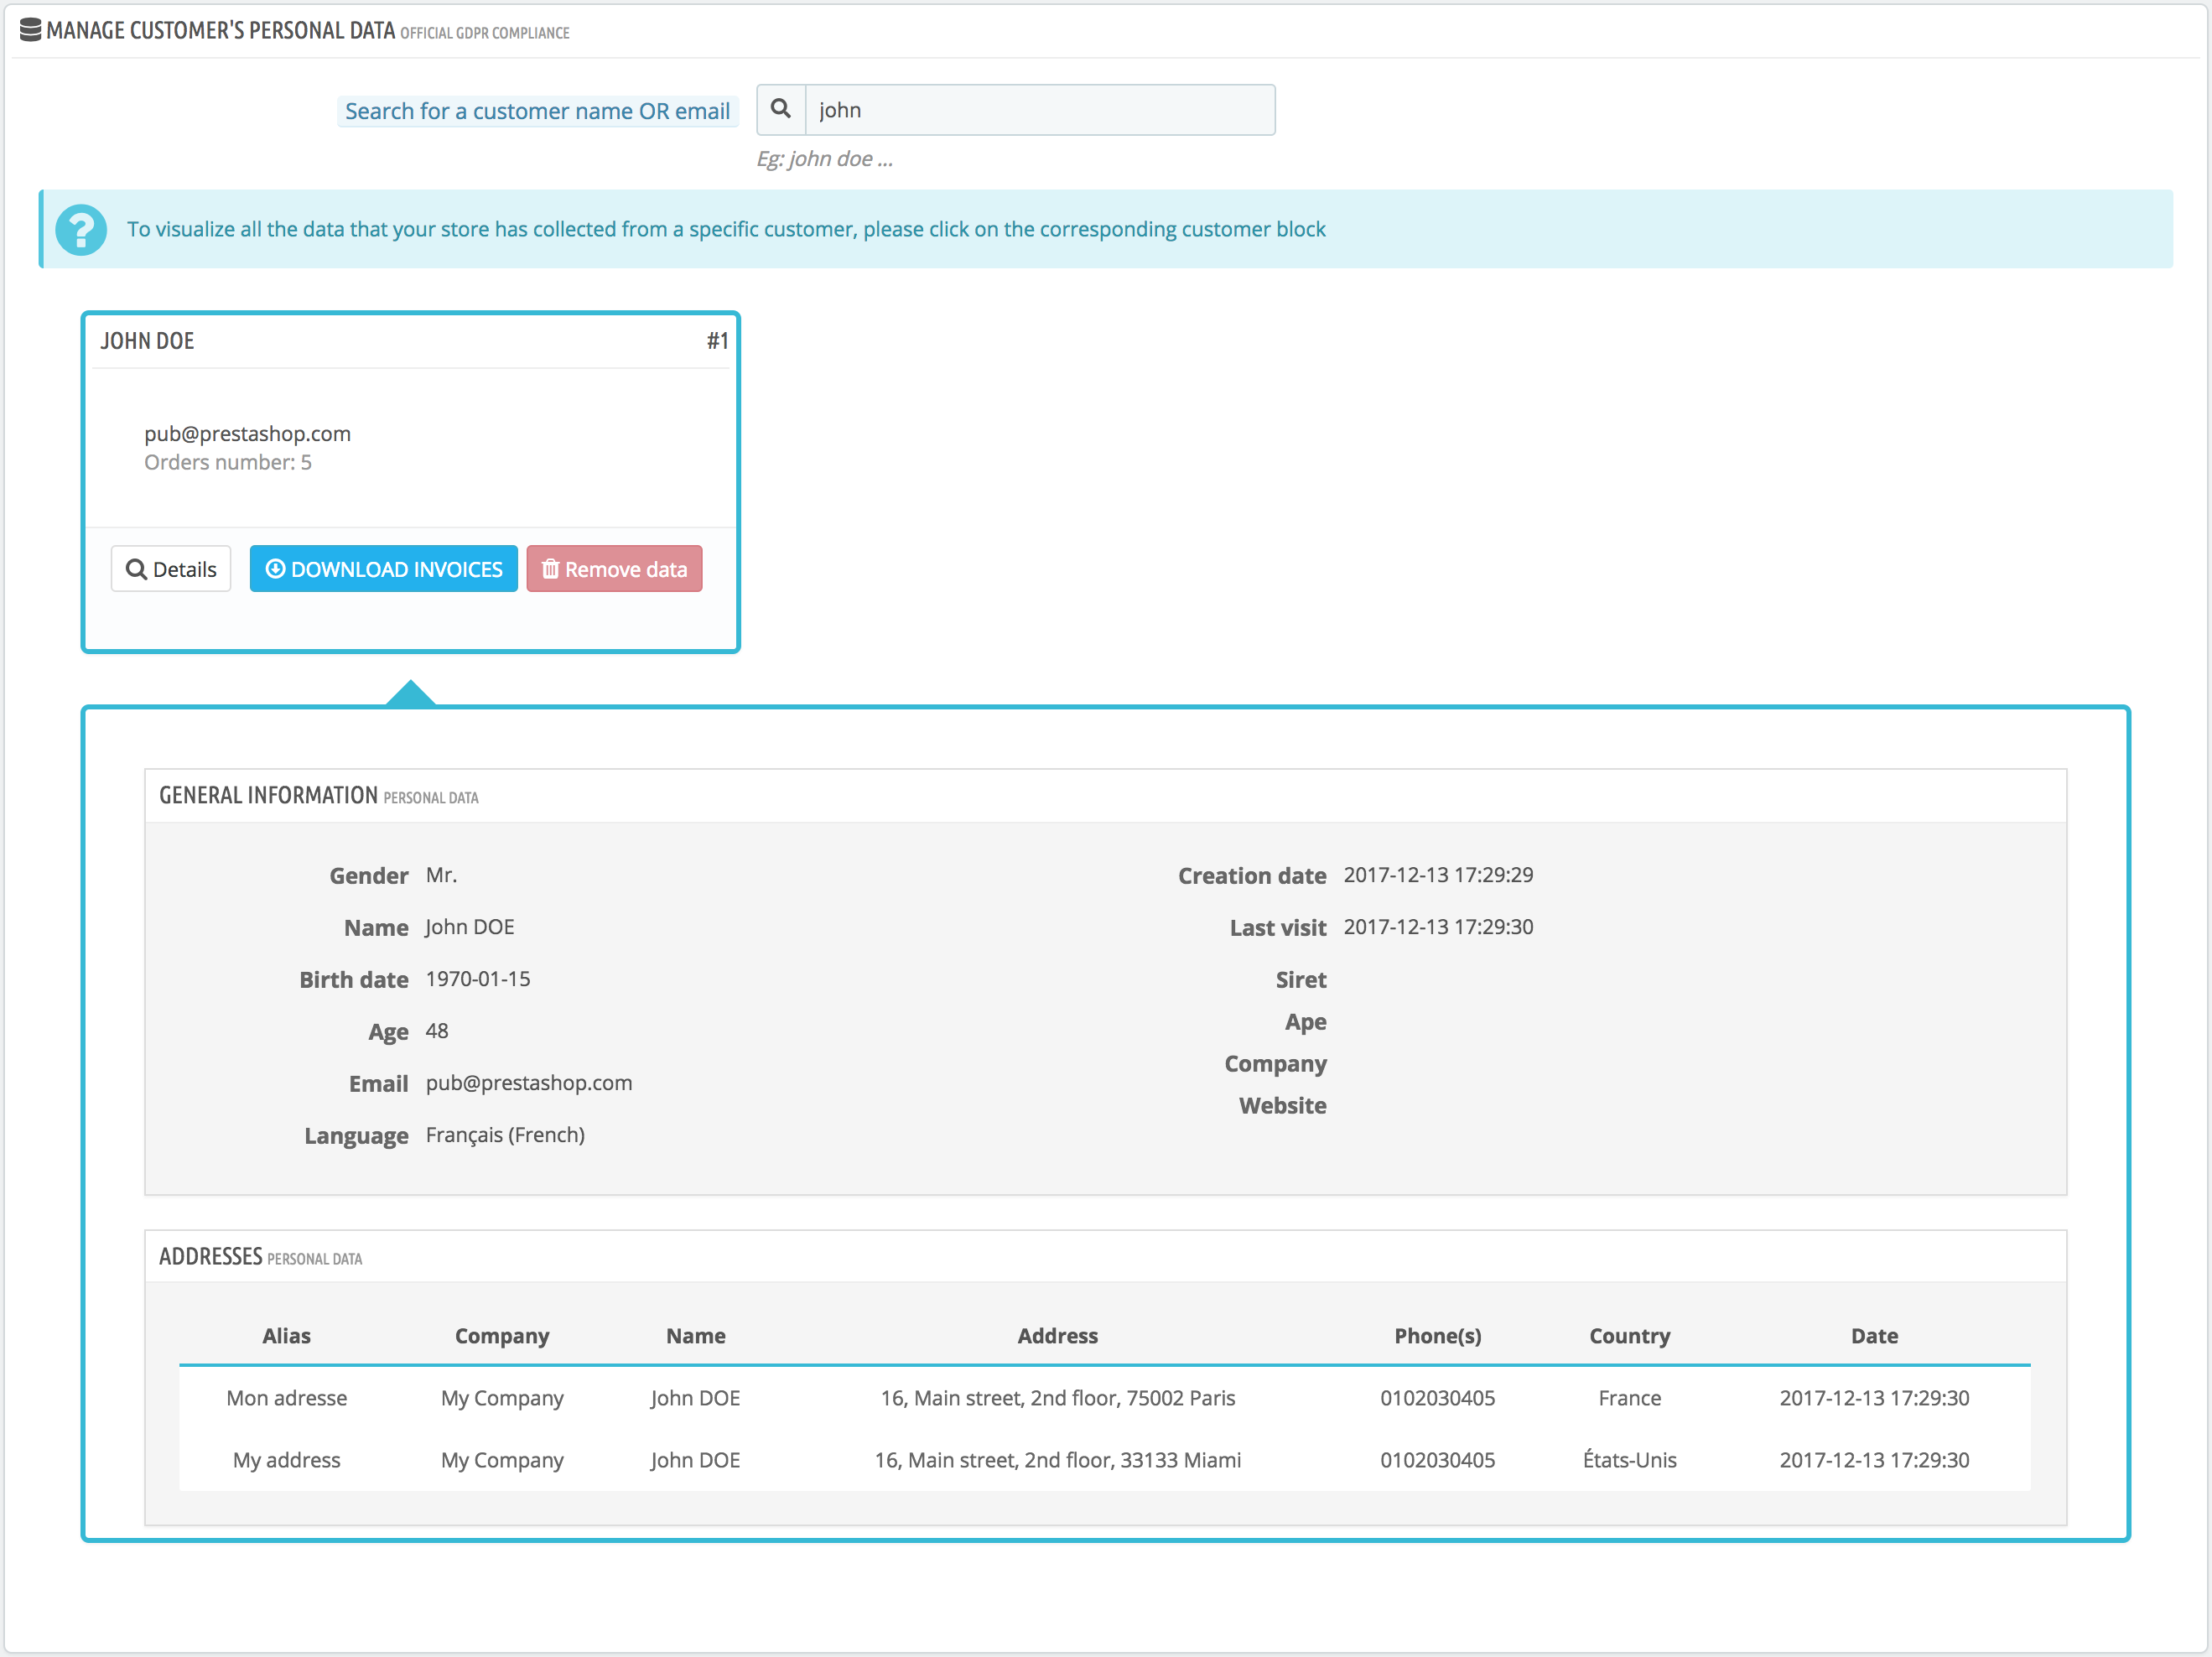 MANAGE CUSTOMER'S PERSONAL DATA OFFICIAL GDPR COMPLIANCE
Search for a customer name OR email
john
Eg: john doe ...
To visualize all the data that your store has collected from a specific customer, please click on the corresponding customer block
JOHN DOE #1
pub@prestashop.com
Orders number: 5
Details DOWNLOAD INVOICES Remove data
GENERAL INFORMATION PERSONAL DATA
Gender Mr.
Name John DOE
Birth date 1970-01-15
Age 48
Email pub@prestashop.com
Language Français (French)
Creation date 2017-12-13 17:29:29
Last visit 2017-12-13 17:29:30
Siret
Ape
Company
Website
ADDRESSES PERSONAL DATA
Alias Company Name Address Phone(s) Country Date
Mon adresse My Company John DOE 16, Main street, 2nd floor, 75002 Paris 0102030405 France 2017-12-13 17:29:30
My address My Company John DOE 16, Main street, 2nd floor, 33133 Miami 0102030405 États-Unis 2017-12-13 17:29:30